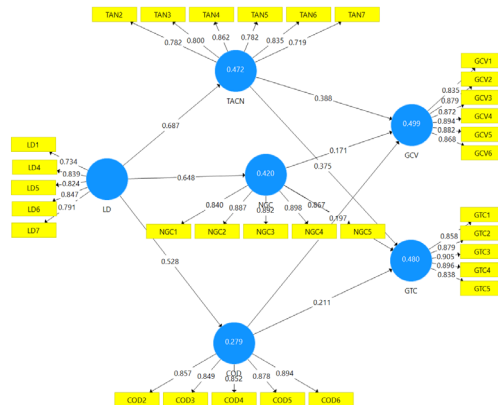 TAN2 TAN3 TAN4 TAN5 TAN6 TAN7
0.782 0.800 0.862 0.782 0.835 0.719
0.472
TACN
GCV1
GCV2
GCV3
GCV4
GCV5
GCV6
0.835
0.879
0.872
0.894
0.882
0.868
0.499
GCV
0.388
0.687
0.171
0.375
LD1
LD4
LD5
LD6
LD7
0.734
0.839
0.824
0.847
0.791
LD
0.648
0.420
NGC
0.840 0.887 0.892 0.898 0.867
0.197
NGC1 NGC2 NGC3 NGC4 NGC5
GTC1
GTC2
GTC3
GTC4
GTC5
0.858
0.879
0.905
0.896
0.838
0.480
GTC
0.528
0.211
0.279
COD
0.857 0.849 0.852 0.878 0.894
COD2 COD3 COD4 COD5 COD6